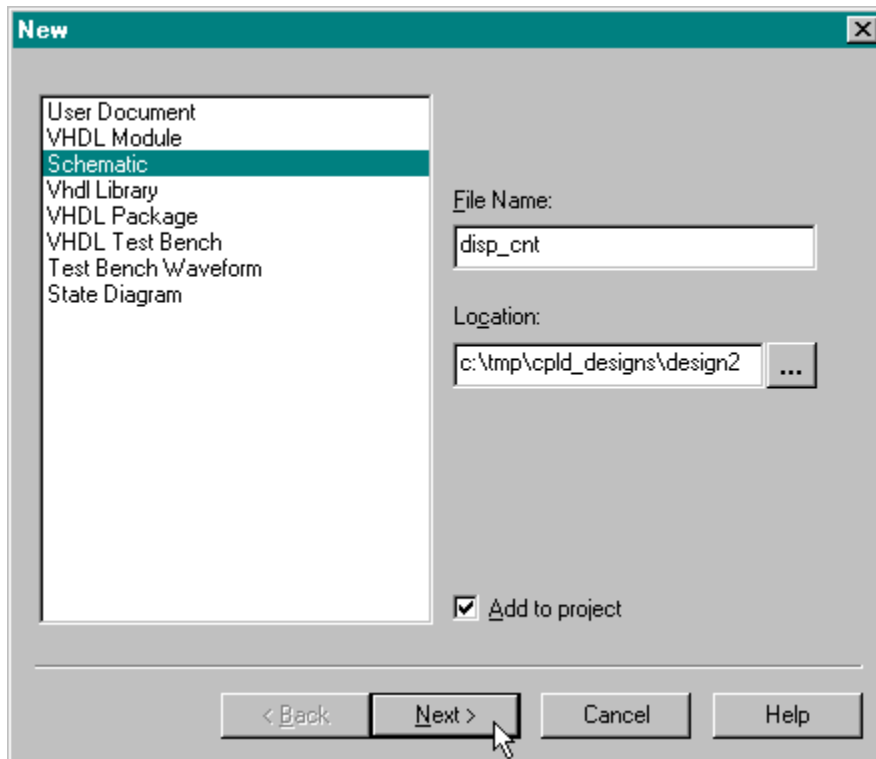 New
User Document
VHDL Module
Schematic
Vhdl Library
VHDL Package
VHDL Test Bench
Test Bench Waveform
State Diagram
File Name:
disp_cnt
Location:
c:\tmp\cpld_designs\design2
...
Add to project
< Back
Next >
Cancel
Help